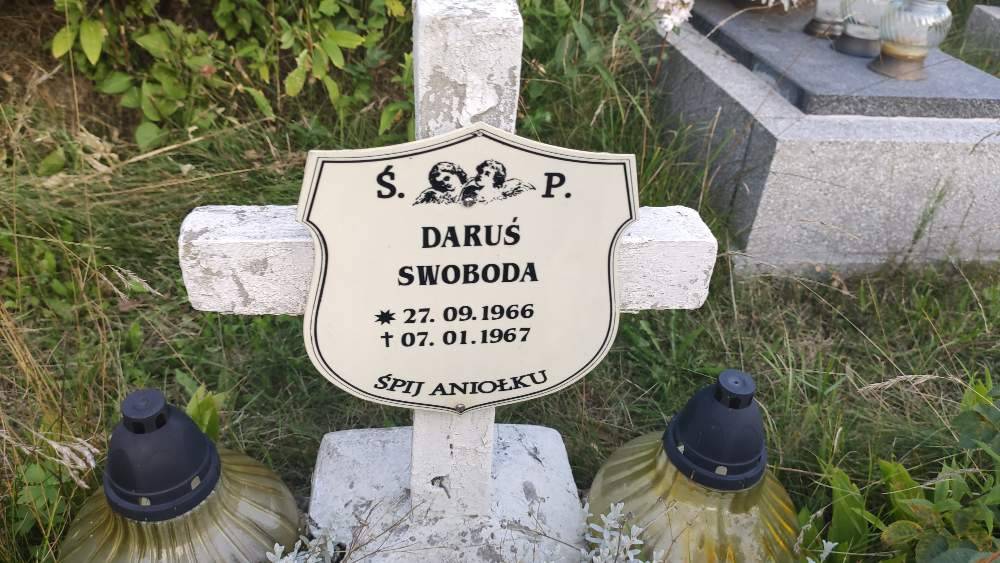 Ś. P.
DARUŚ
SWOBODA
✷ 27. 09. 1966
† 07. 01. 1967
ŚPIJ ANIOŁKU